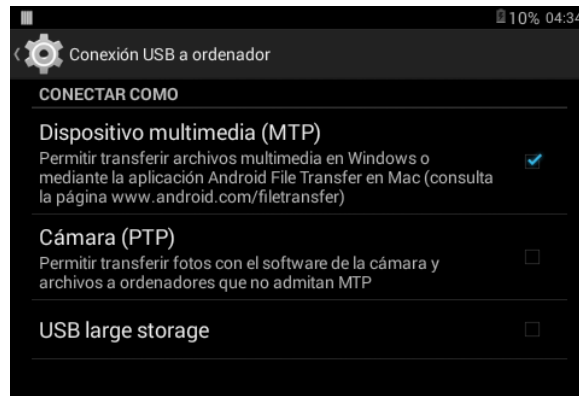 10% 04:34
Conexión USB a ordenador
CONECTAR COMO
Dispositivo multimedia (MTP)
Permitir transferir archivos multimedia en Windows o
mediante la aplicación Android File Transfer en Mac (consulta
la página www.android.com/filetransfer)
Cámara (PTP)
Permitir transferir fotos con el software de la cámara y
archivos a ordenadores que no admitan MTP
USB large storage